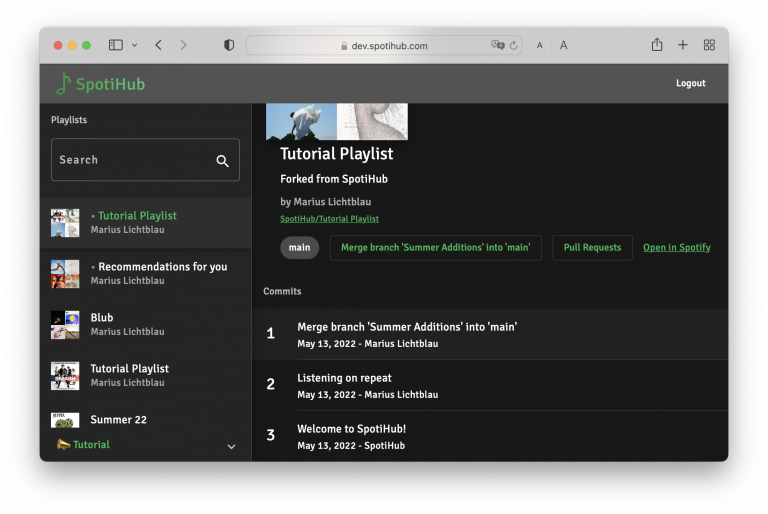 dev.spotihub.com
A A
SpotiHub
Logout
Playlists
Search
• Tutorial Playlist
Marius Lichtblau
• Recommendations for you
Marius Lichtblau
Blub
Marius Lichtblau
Tutorial Playlist
Marius Lichtblau
Summer 22
Tutorial
Tutorial Playlist
Forked from SpotiHub
by Marius Lichtblau
SpotiHub/Tutorial Playlist
main
Merge branch 'Summer Additions' into 'main'
Pull Requests
Open in Spotify
Commits
1
Merge branch 'Summer Additions' into 'main'
May 13, 2022 - Marius Lichtblau
2
Listening on repeat
May 13, 2022 - Marius Lichtblau
3
Welcome to SpotiHub!
May 13, 2022 - SpotiHub